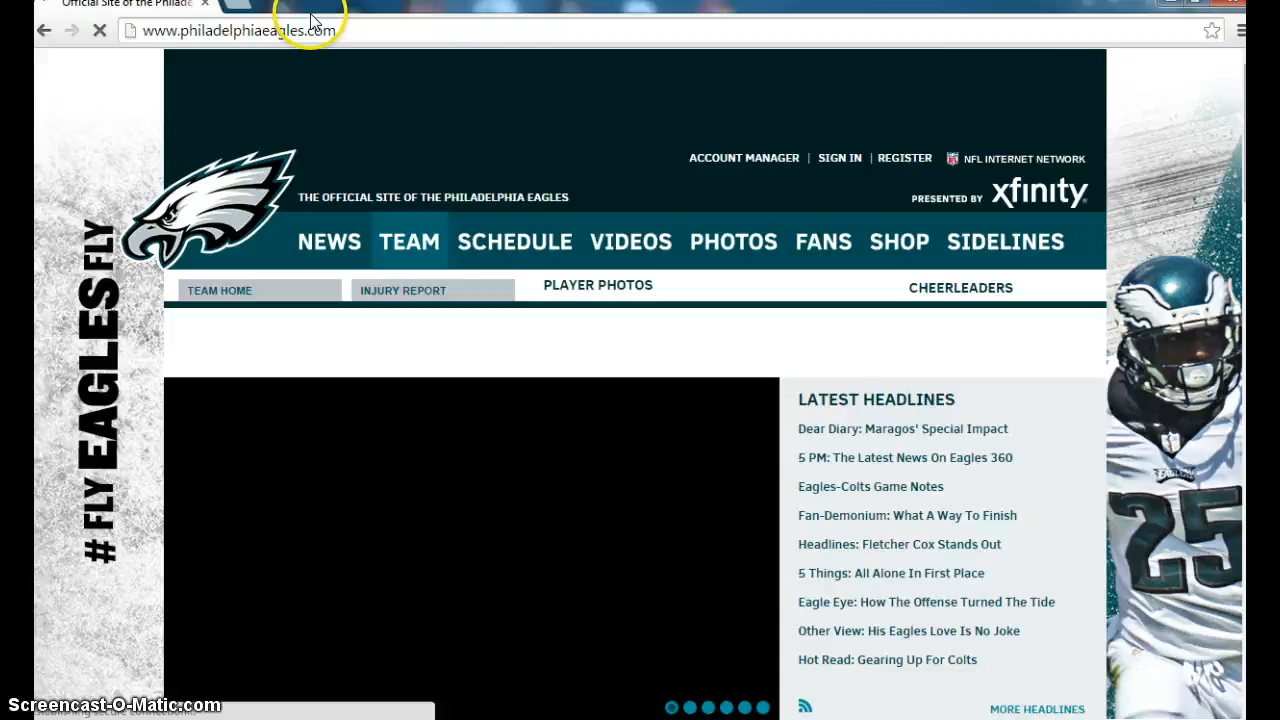 Official Site of the Philade
www.philadelphiaeagles.com
ACCOUNT MANAGER | SIGN IN | REGISTER NFL INTERNET NETWORK
THE OFFICIAL SITE OF THE PHILADELPHIA EAGLES
PRESENTED BY xfinity
NEWS TEAM SCHEDULE VIDEOS PHOTOS FANS SHOP SIDELINES
TEAM HOME INJURY REPORT PLAYER PHOTOS CHEERLEADERS
# FLY EAGLES FLY
LATEST HEADLINES
Dear Diary: Maragos' Special Impact
5 PM: The Latest News On Eagles 360
Eagles-Colts Game Notes
Fan-Demonium: What A Way To Finish
Headlines: Fletcher Cox Stands Out
5 Things: All Alone In First Place
Eagle Eye: How The Offense Turned The Tide
Other View: His Eagles Love Is No Joke
Hot Read: Gearing Up For Colts
MORE HEADLINES
EAGLES
25
Screencast-O-Matic.com